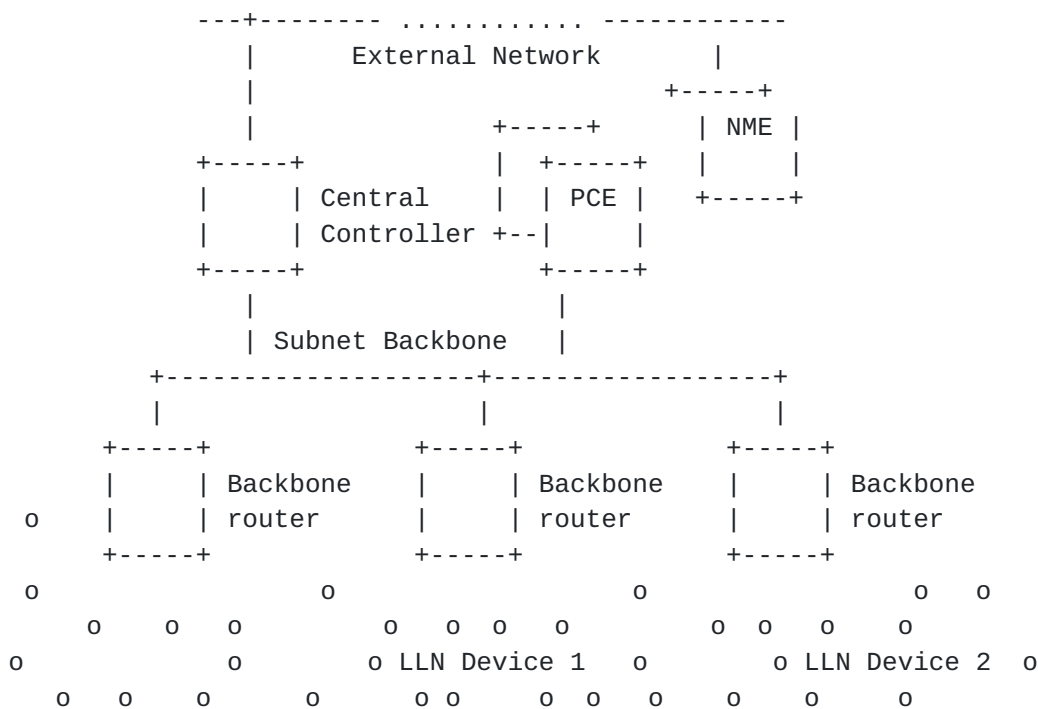 ---+-------- ............ ------------
|      External Network       |
|                          +-----+
|               +-----+      | NME |
+-----+            |  +-----+   |     |
|     | Central    |  | PCE |   +-----+
|     | Controller +--|     |
+-----+               +-----+
|                   |
| Subnet Backbone   |
+--------------------+------------------+
|                    |                  |
+-----+             +-----+             +-----+
|     | Backbone    |     | Backbone    |     | Backbone
o    |     | router      |     | router      |     | router
+-----+             +-----+             +-----+
o                  o                   o                 o   o
o    o   o         o   o  o   o         o  o   o    o
o             o        o LLN Device 1   o        o LLN Device 2  o
o   o    o      o      o o     o  o   o    o    o     o